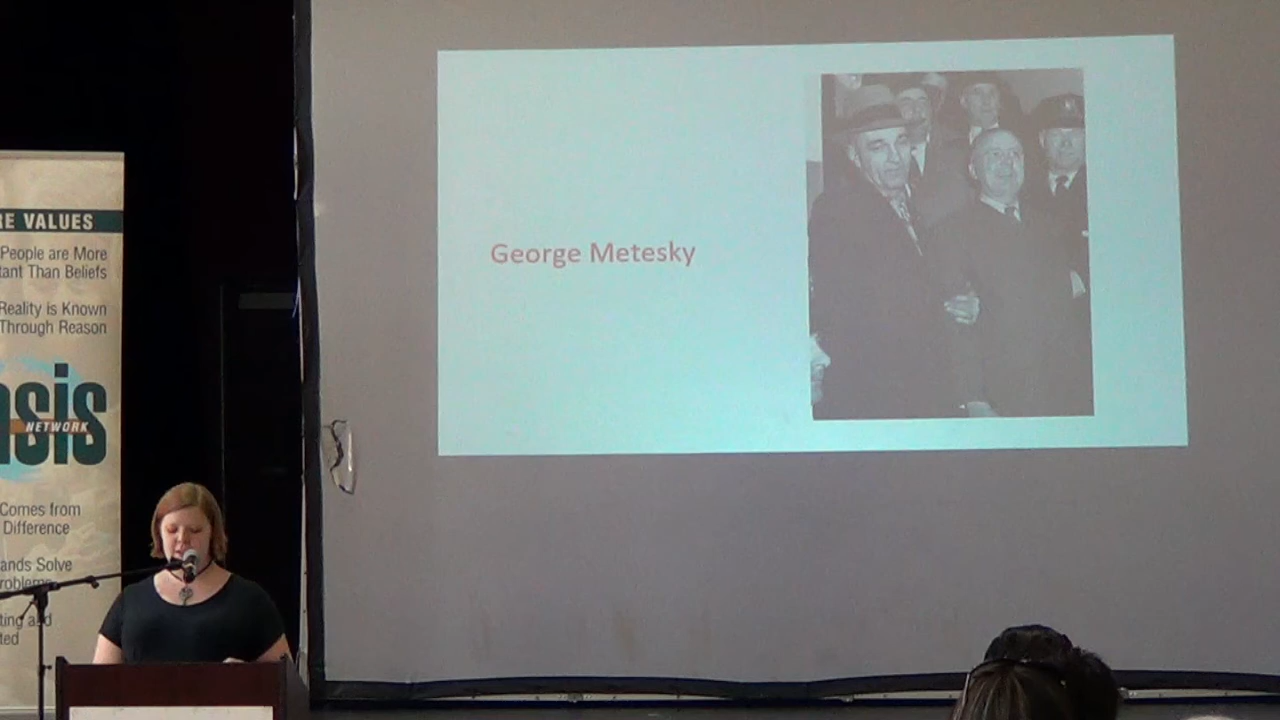 RE VALUES
People are More
tant Than Beliefs
Reality is Known
Through Reason
asis
NETWORK
Comes from
Difference
ands Solve
roblems
ting and
ted
George Metesky